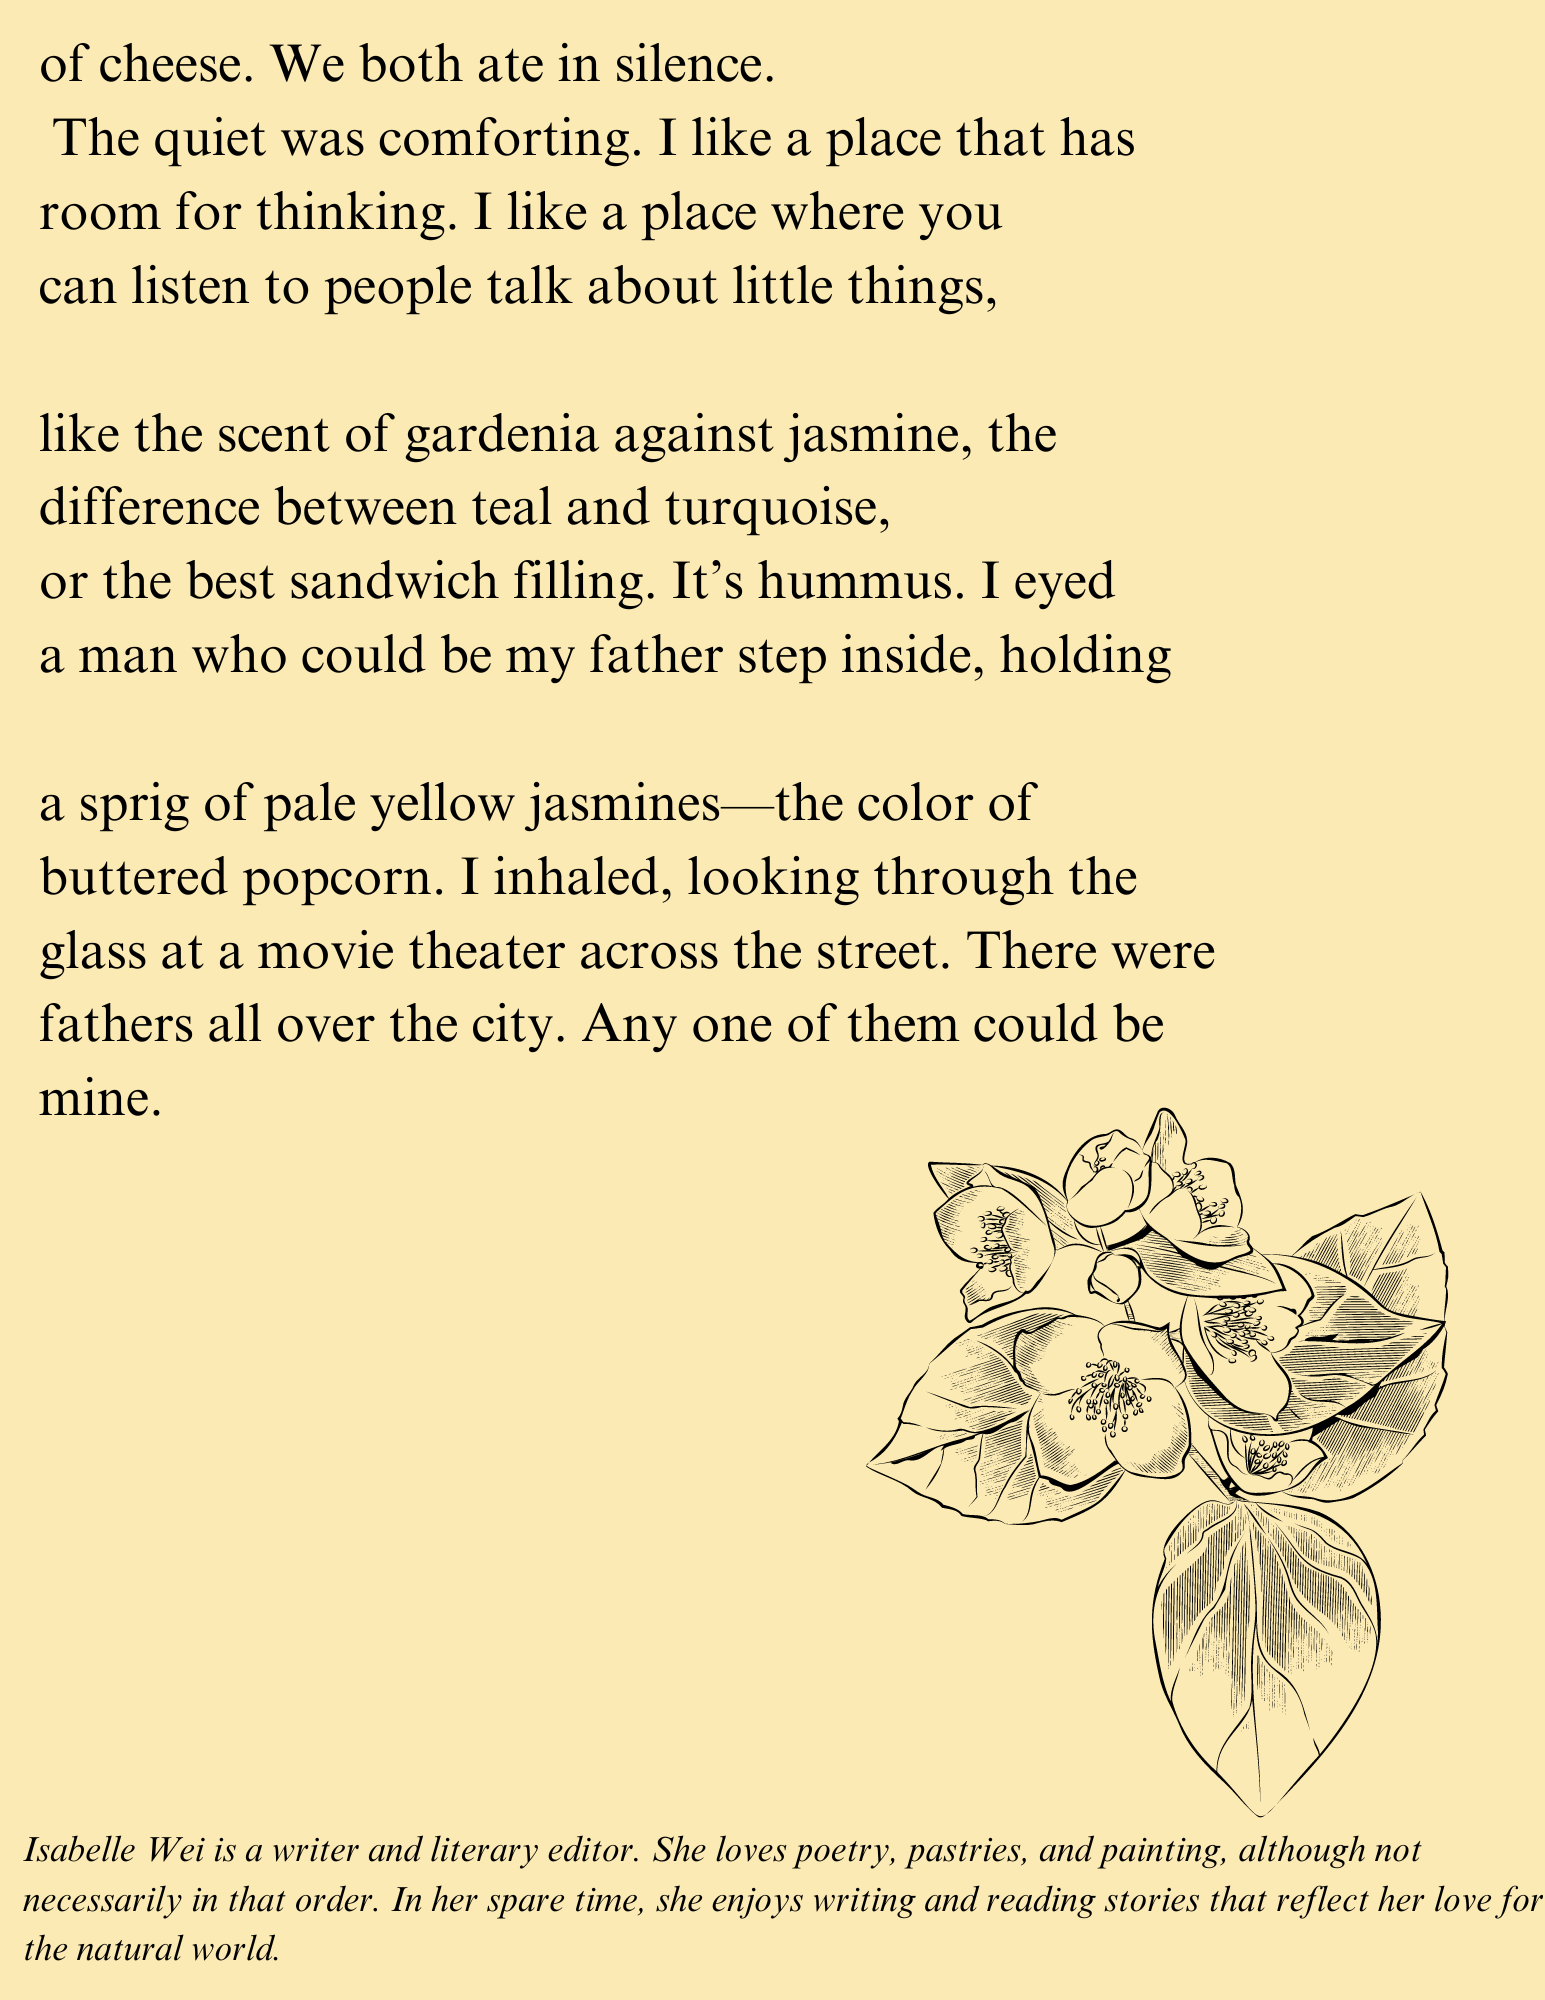 of cheese. We both ate in silence.
The quiet was comforting. I like a place that has
room for thinking. I like a place where you
can listen to people talk about little things,
like the scent of gardenia against jasmine, the
difference between teal and turquoise,
or the best sandwich filling. It’s hummus. I eyed
a man who could be my father step inside, holding
a sprig of pale yellow jasmines—the color of
buttered popcorn. I inhaled, looking through the
glass at a movie theater across the street. There were
fathers all over the city. Any one of them could be
mine.
Isabelle Wei is a writer and literary editor. She loves poetry, pastries, and painting, although not
necessarily in that order. In her spare time, she enjoys writing and reading stories that reflect her love for
the natural world.